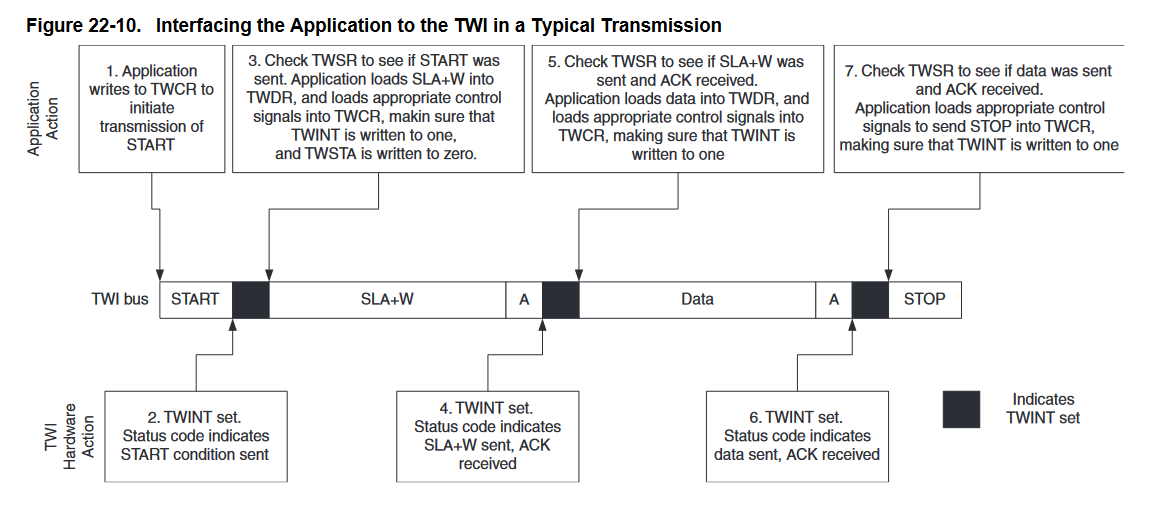 Figure 22-10. Interfacing the Application to the TWI in a Typical Transmission
Application
Action
1. Application
writes to TWCR to
initiate
transmission of
START
3. Check TWSR to see if START was
sent. Application loads SLA+W into
TWDR, and loads appropriate control
signals into TWCR, makin sure that
TWINT is written to one,
and TWSTA is written to zero.
5. Check TWSR to see if SLA+W was
sent and ACK received.
Application loads data into TWDR, and
loads appropriate control signals into
TWCR, making sure that TWINT is
written to one
7. Check TWSR to see if data was sent
and ACK received.
Application loads appropriate control
signals to send STOP into TWCR,
making sure that TWINT is written to one
TWI bus
START
SLA+W
A
Data
A
STOP
TWI
Hardware
Action
2. TWINT set.
Status code indicates
START condition sent
4. TWINT set.
Status code indicates
SLA+W sent, ACK
received
6. TWINT set.
Status code indicates
data sent, ACK received
Indicates
TWINT set